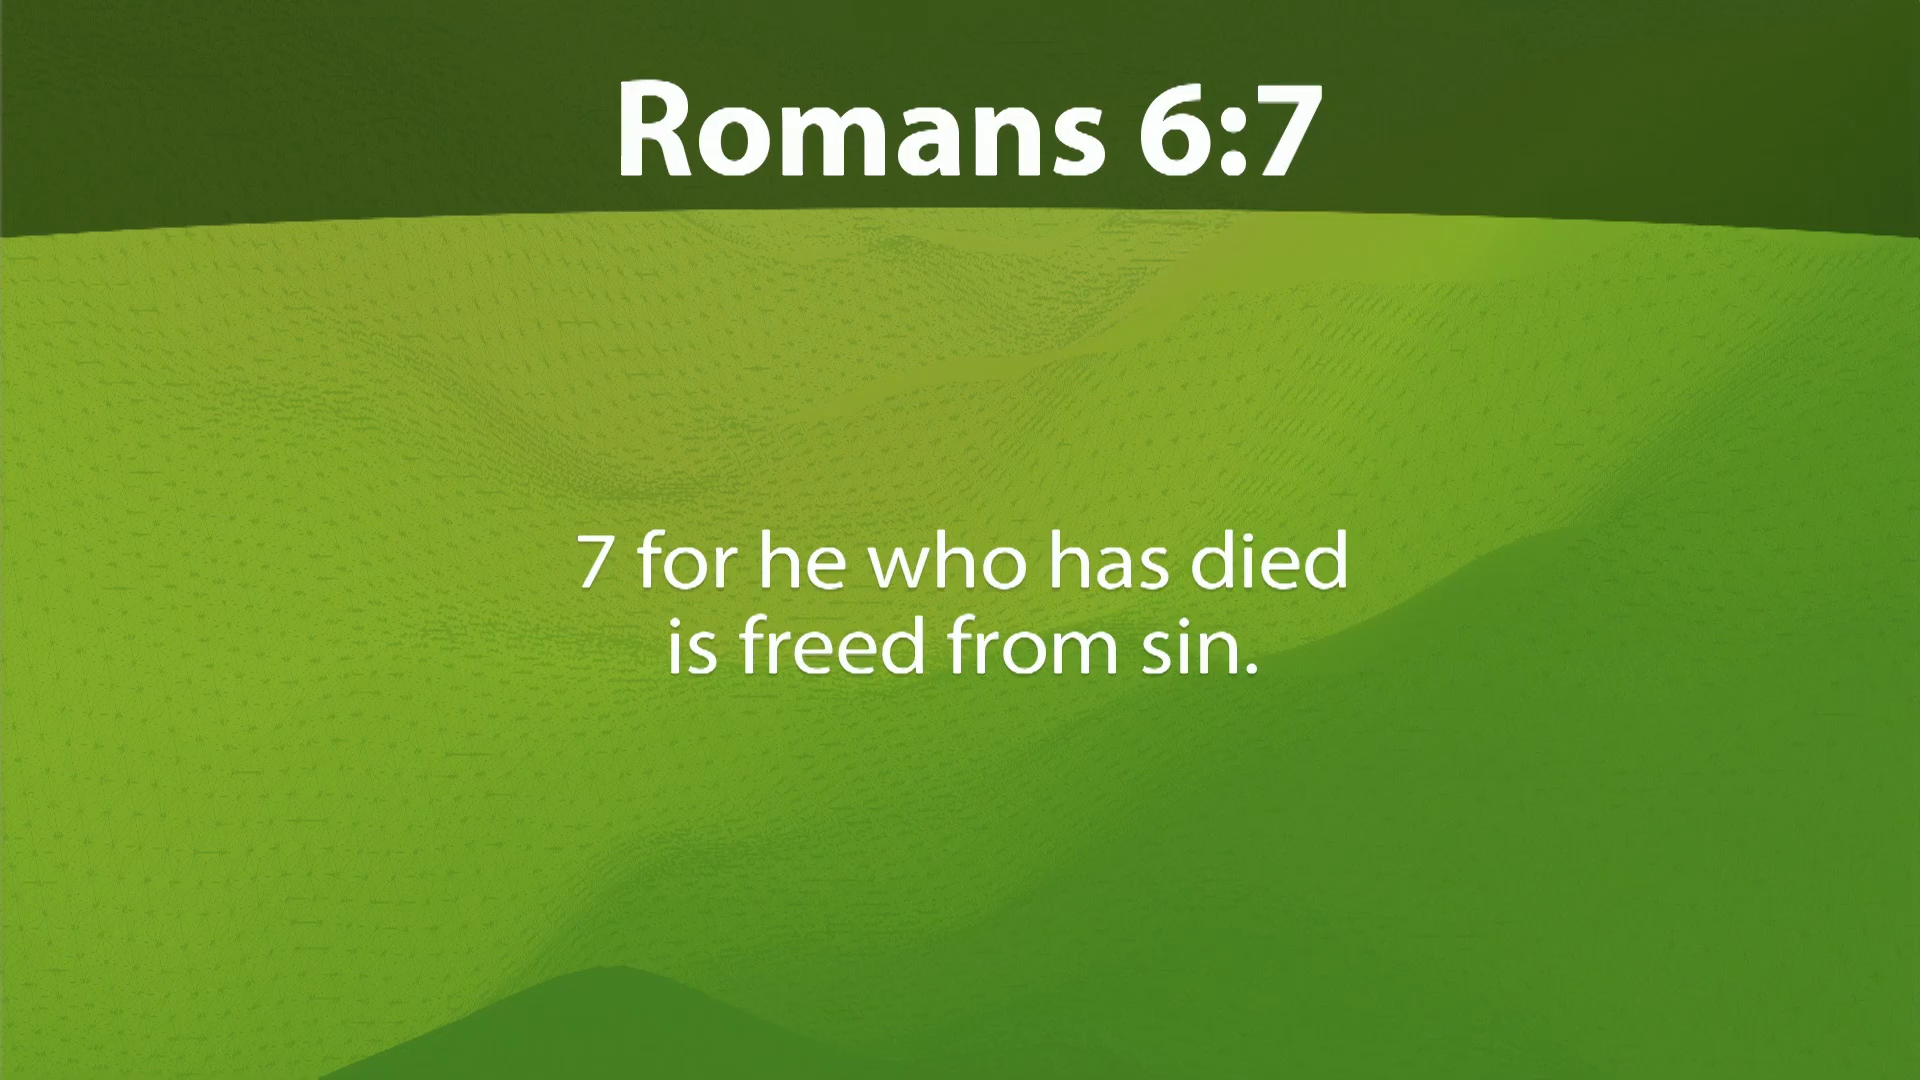 Romans 6:7
7 for he who has died
is freed from sin.